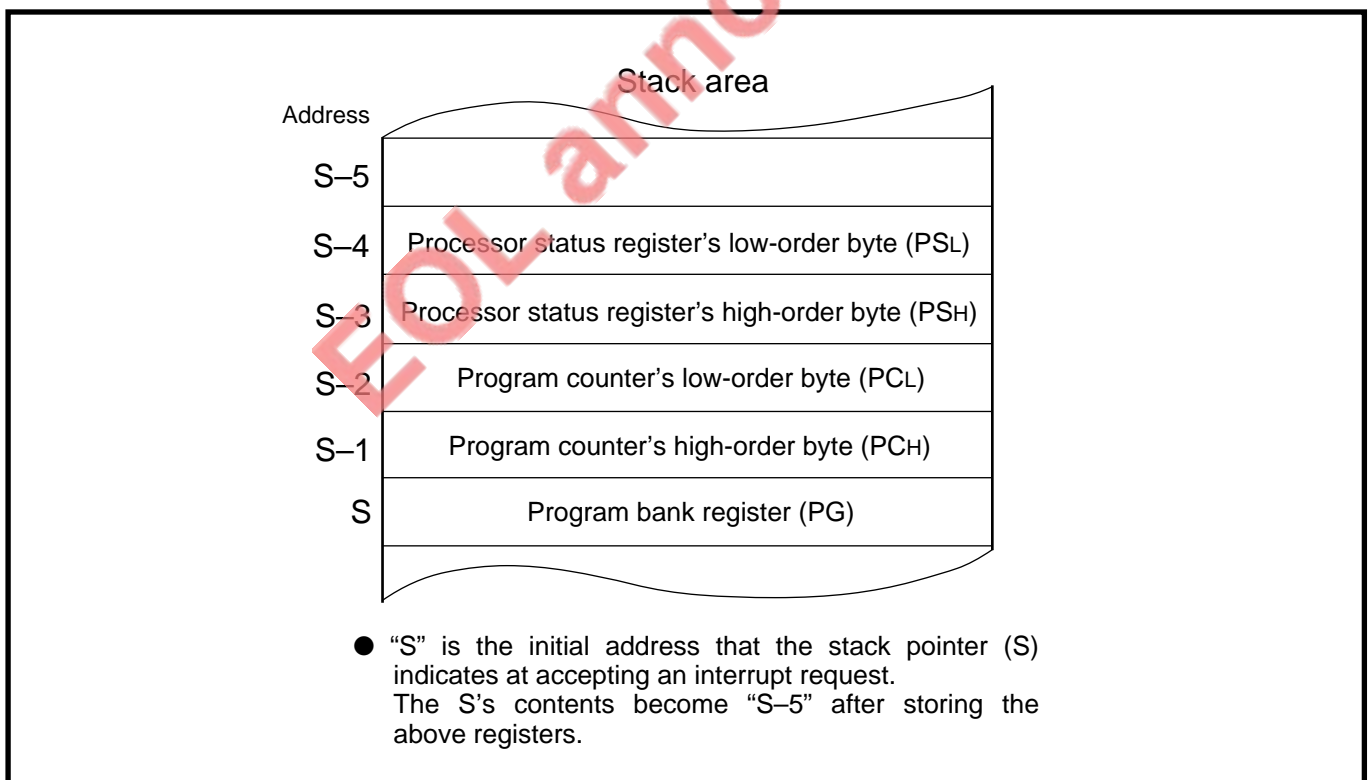 Stack area
Address
S–5
S–4 Processor status register’s low-order byte (PSL)
S–3 Processor status register’s high-order byte (PSH)
S–2 Program counter’s low-order byte (PCL)
S–1 Program counter’s high-order byte (PCH)
S Program bank register (PG)
● “S” is the initial address that the stack pointer (S)
indicates at accepting an interrupt request.
The S’s contents become “S–5” after storing the
above registers.
EOL